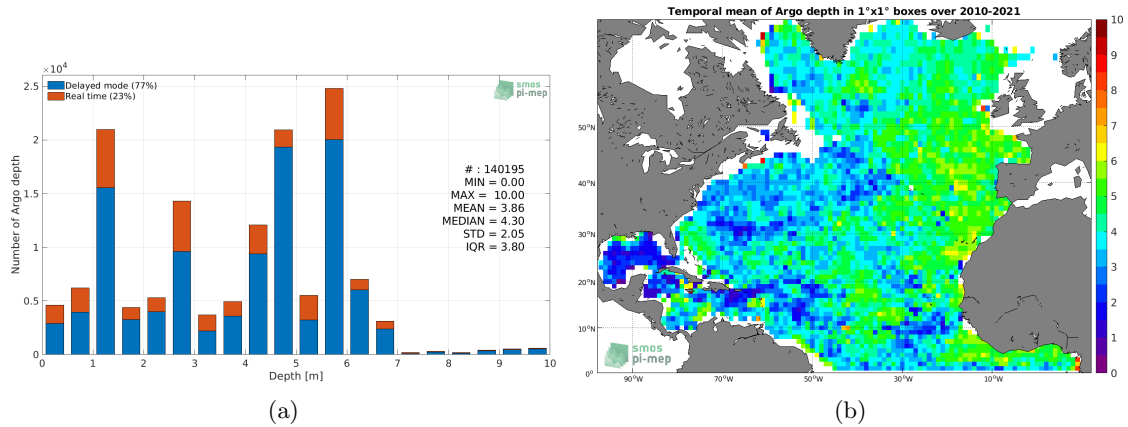 ×10⁴
2.5
2
1.5
1
0.5
0
0 1 2 3 4 5 6 7 8 9 10
Number of Argo depth
Depth [m]
Delayed mode (77%)
Real time (23%)
smos
pi-mep
# : 140195
MIN = 0.00
MAX = 10.00
MEAN = 3.86
MEDIAN = 4.30
STD = 2.05
IQR = 3.80
(a)
Temporal mean of Argo depth in 1°x1° boxes over 2010-2021
50°N
40°N
30°N
20°N
10°N
0°
90°W 70°W 50°W 30°W 10°W
smos
pi-mep
10
9
8
7
6
5
4
3
2
1
0
(b)